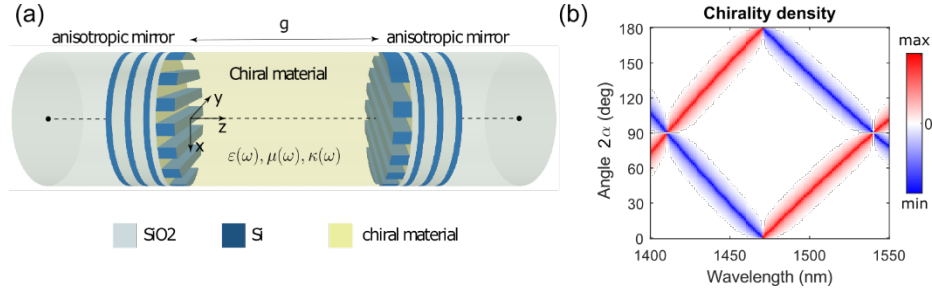 (a)
g
anisotropic mirror
anisotropic mirror
Chiral material
y
z
x
ε(ω), μ(ω), κ(ω)
SiO2
Si
chiral material
(b)
Chirality density
Angle 2α (deg)
180
150
120
90
60
30
0
1400
1450
1500
1550
Wavelength (nm)
max
0
min